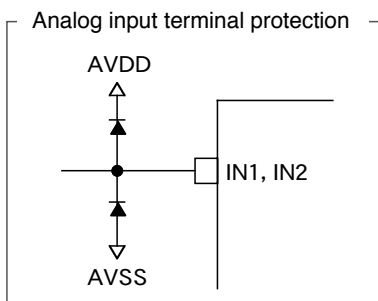 Analog input terminal protection
AVDD
IN1, IN2
AVSS